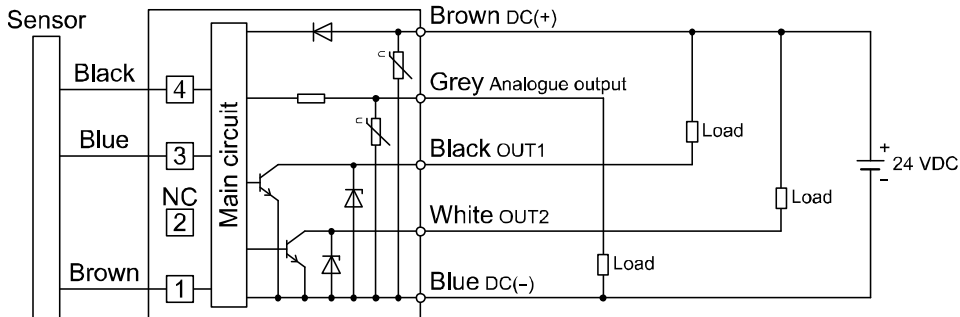 Sensor
Brown DC(+)
Black
4
Grey Analogue output
Blue
3
Main circuit
Load
Black OUT1
+
24 VDC
−
NC
2
White OUT2
Load
Brown
1
Load
Blue DC(−)
U
U